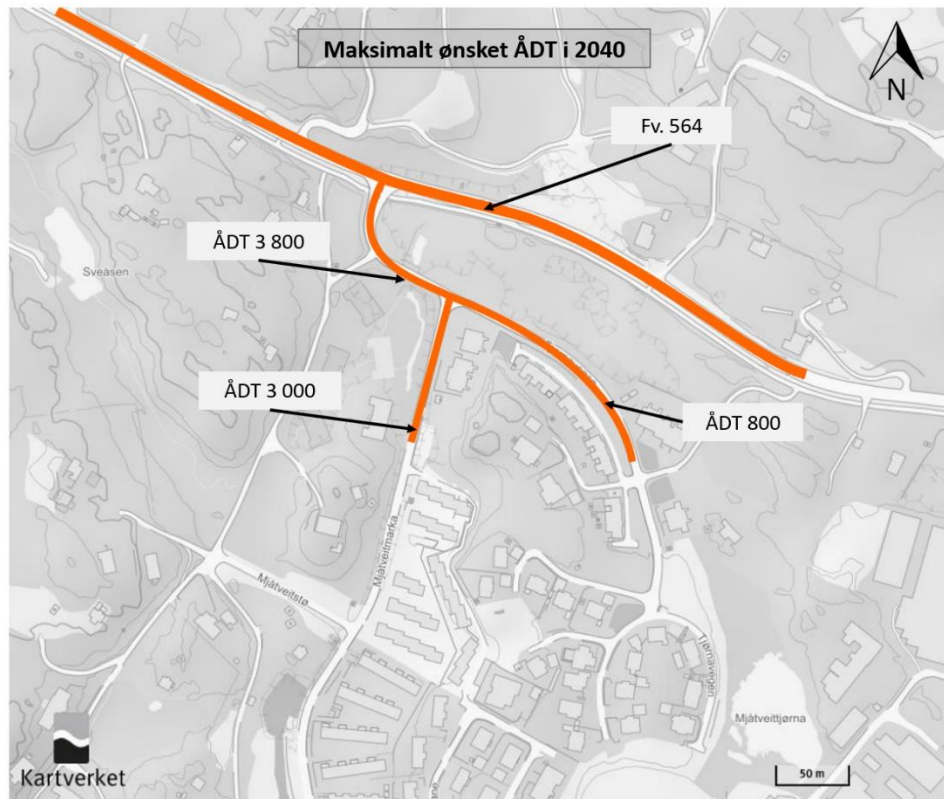 Maksimalt ønsket ÅDT i 2040
N
Fv. 564
ÅDT 3 800
Sveåsen
ÅDT 3 000
ÅDT 800
Mjåtveitmarka
Mjåtveitstø
Tjørnavegen
Mjåtveittjørna
Kartverket
50 m